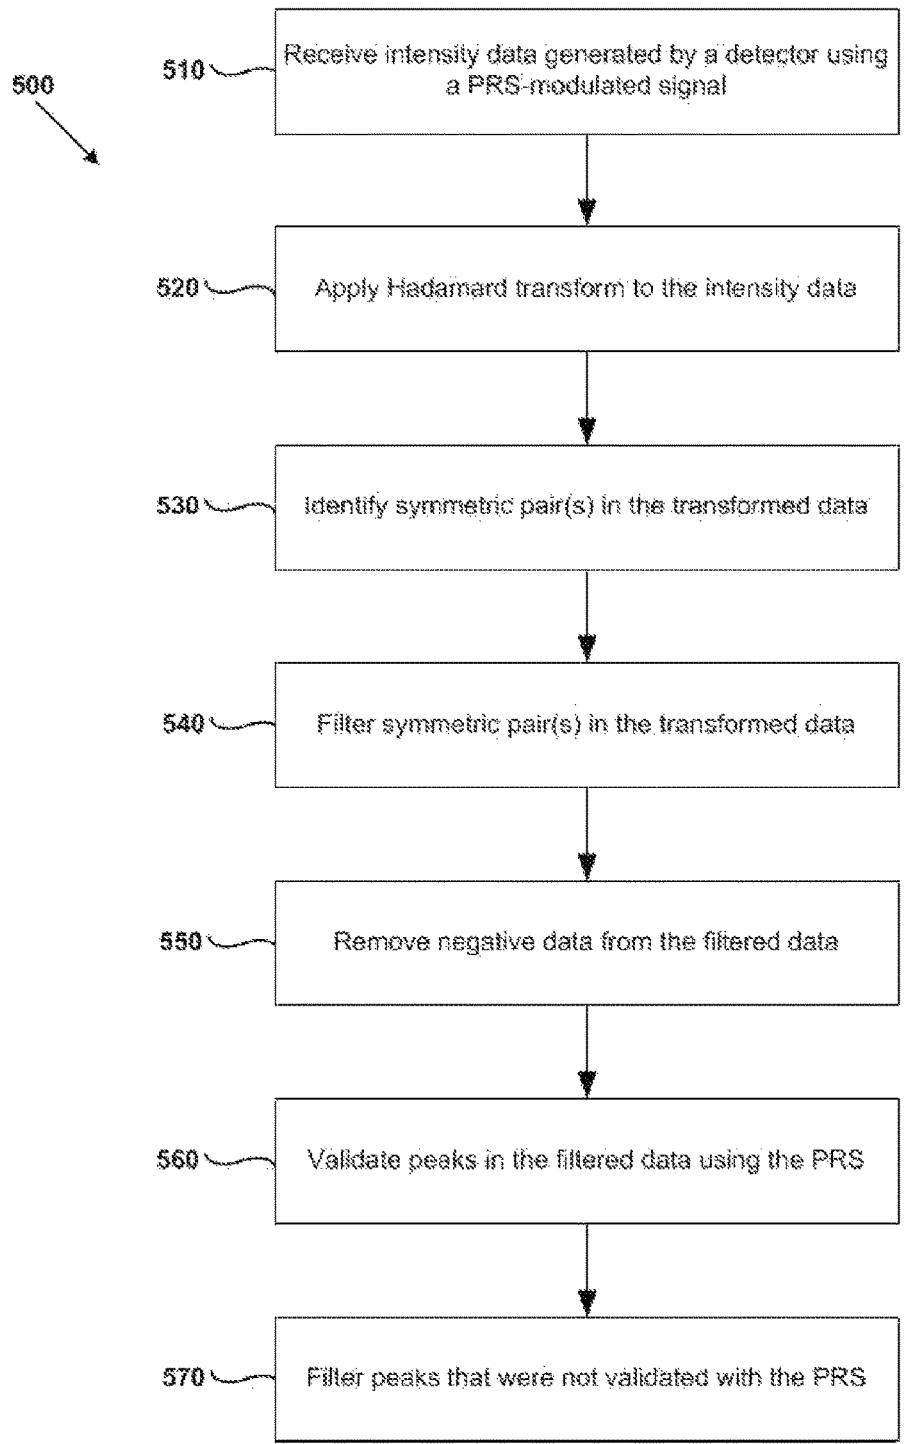 500
510
Receive intensity data generated by a detector using
a PRS-modulated signal
520
Apply Hadamard transform to the intensity data
530
Identify symmetric pair(s) in the transformed data
540
Filter symmetric pair(s) in the transformed data
550
Remove negative data from the filtered data
560
Validate peaks in the filtered data using the PRS
570
Filter peaks that were not validated with the PRS